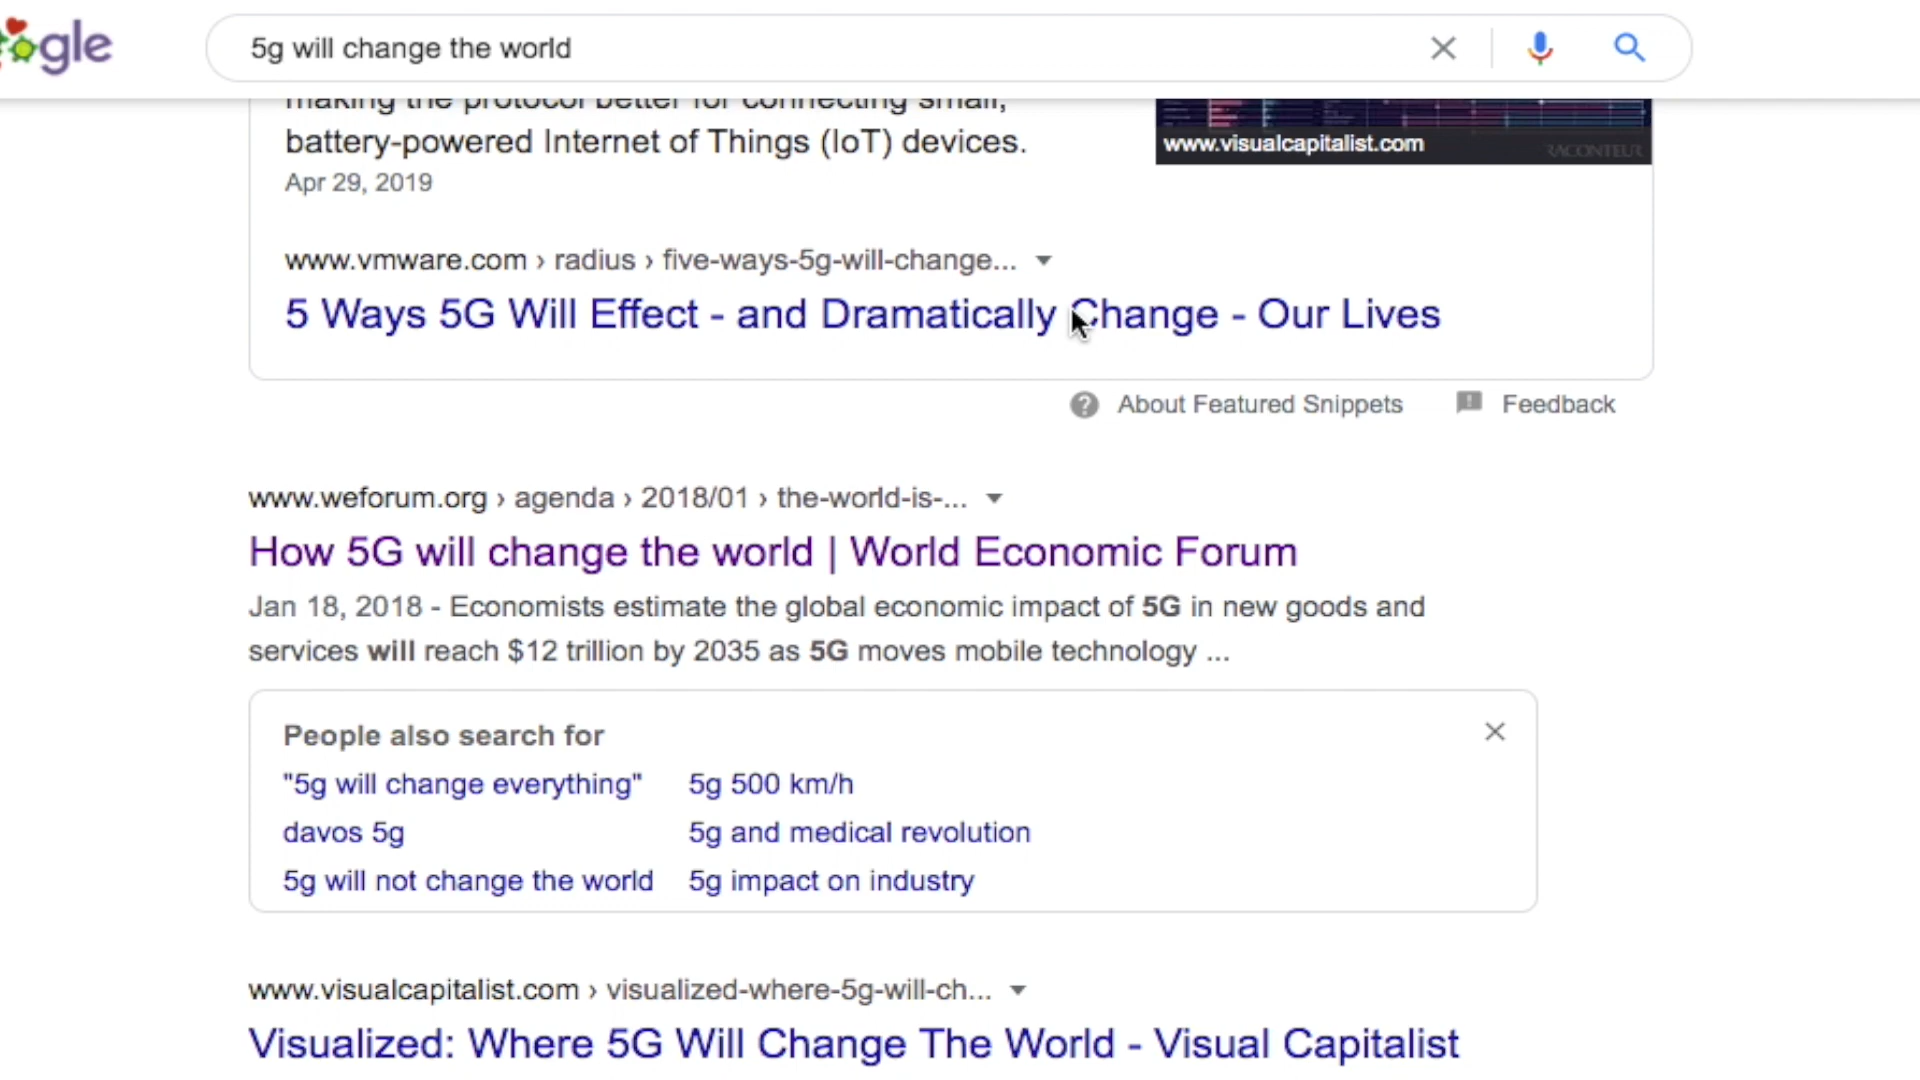 ogle
5g will change the world
making the protocol better for connecting small,
battery-powered Internet of Things (IoT) devices.
Apr 29, 2019
www.visualcapitalist.com
RACONTEUR
www.vmware.com › radius › five-ways-5g-will-change...
5 Ways 5G Will Effect - and Dramatically Change - Our Lives
About Featured Snippets
Feedback
www.weforum.org › agenda › 2018/01 › the-world-is-...
How 5G will change the world | World Economic Forum
Jan 18, 2018 - Economists estimate the global economic impact of 5G in new goods and
services will reach $12 trillion by 2035 as 5G moves mobile technology ...
People also search for
"5g will change everything" 5g 500 km/h
davos 5g 5g and medical revolution
5g will not change the world 5g impact on industry
www.visualcapitalist.com › visualized-where-5g-will-ch...
Visualized: Where 5G Will Change The World - Visual Capitalist